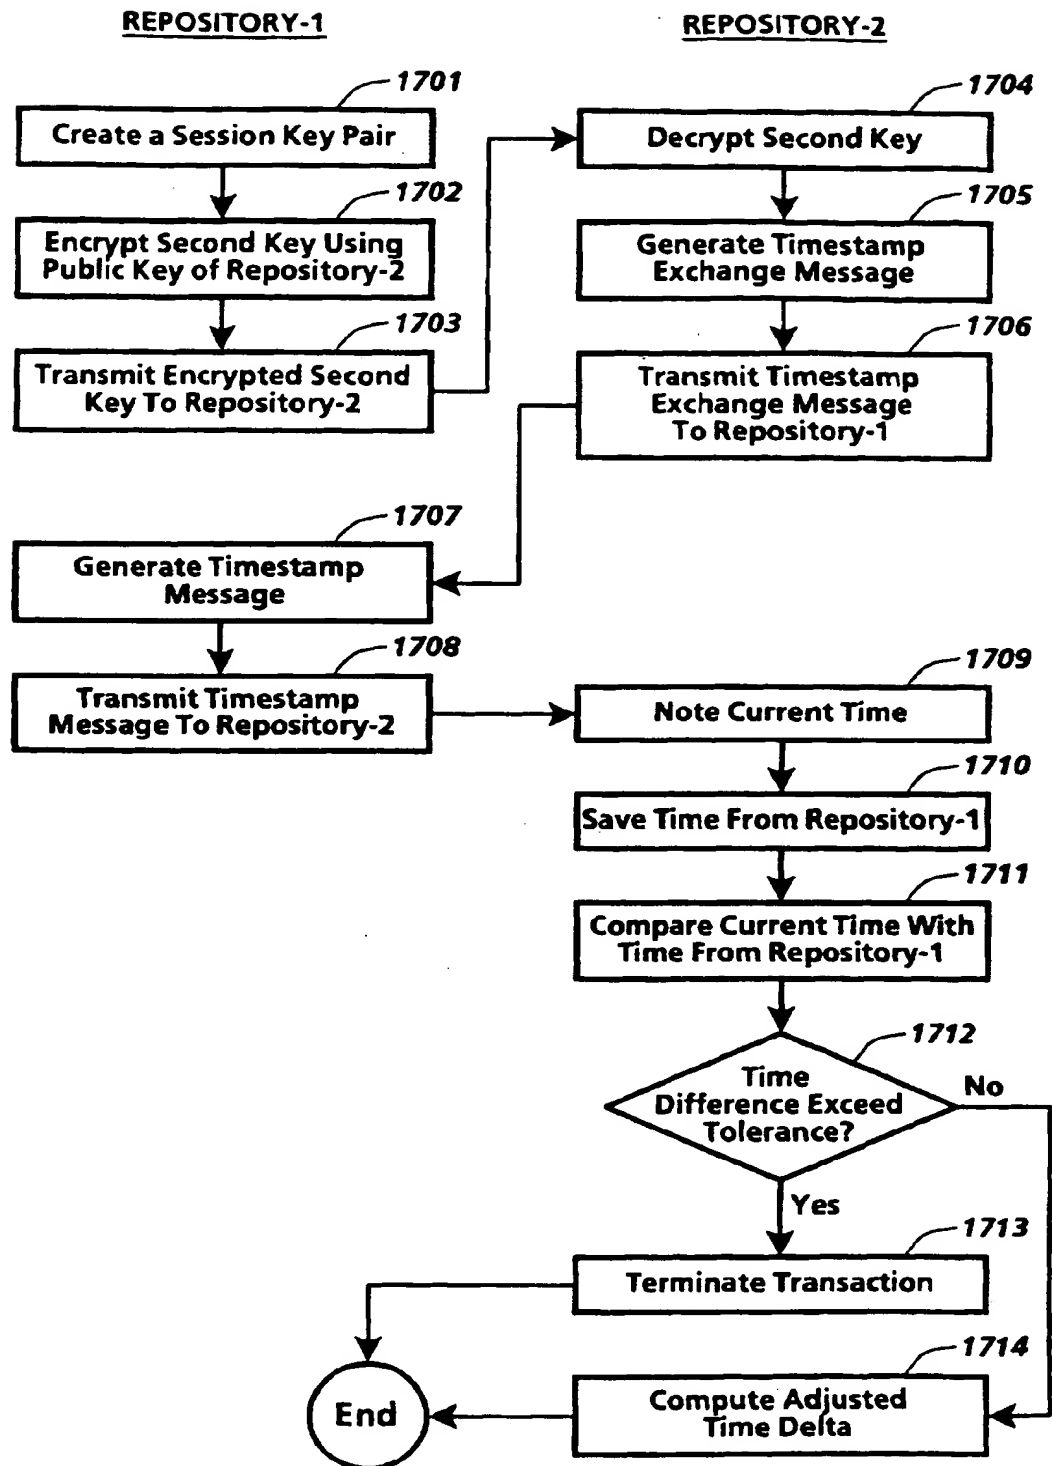 REPOSITORY-1
REPOSITORY-2
1701
Create a Session Key Pair
1702
Encrypt Second Key Using
Public Key of Repository-2
1703
Transmit Encrypted Second
Key To Repository-2
1704
Decrypt Second Key
1705
Generate Timestamp
Exchange Message
1706
Transmit Timestamp
Exchange Message
To Repository-1
1707
Generate Timestamp
Message
1708
Transmit Timestamp
Message To Repository-2
1709
Note Current Time
1710
Save Time From Repository-1
1711
Compare Current Time With
Time From Repository-1
1712
Time
Difference Exceed
Tolerance?
No
Yes
1713
Terminate Transaction
1714
Compute Adjusted
Time Delta
End